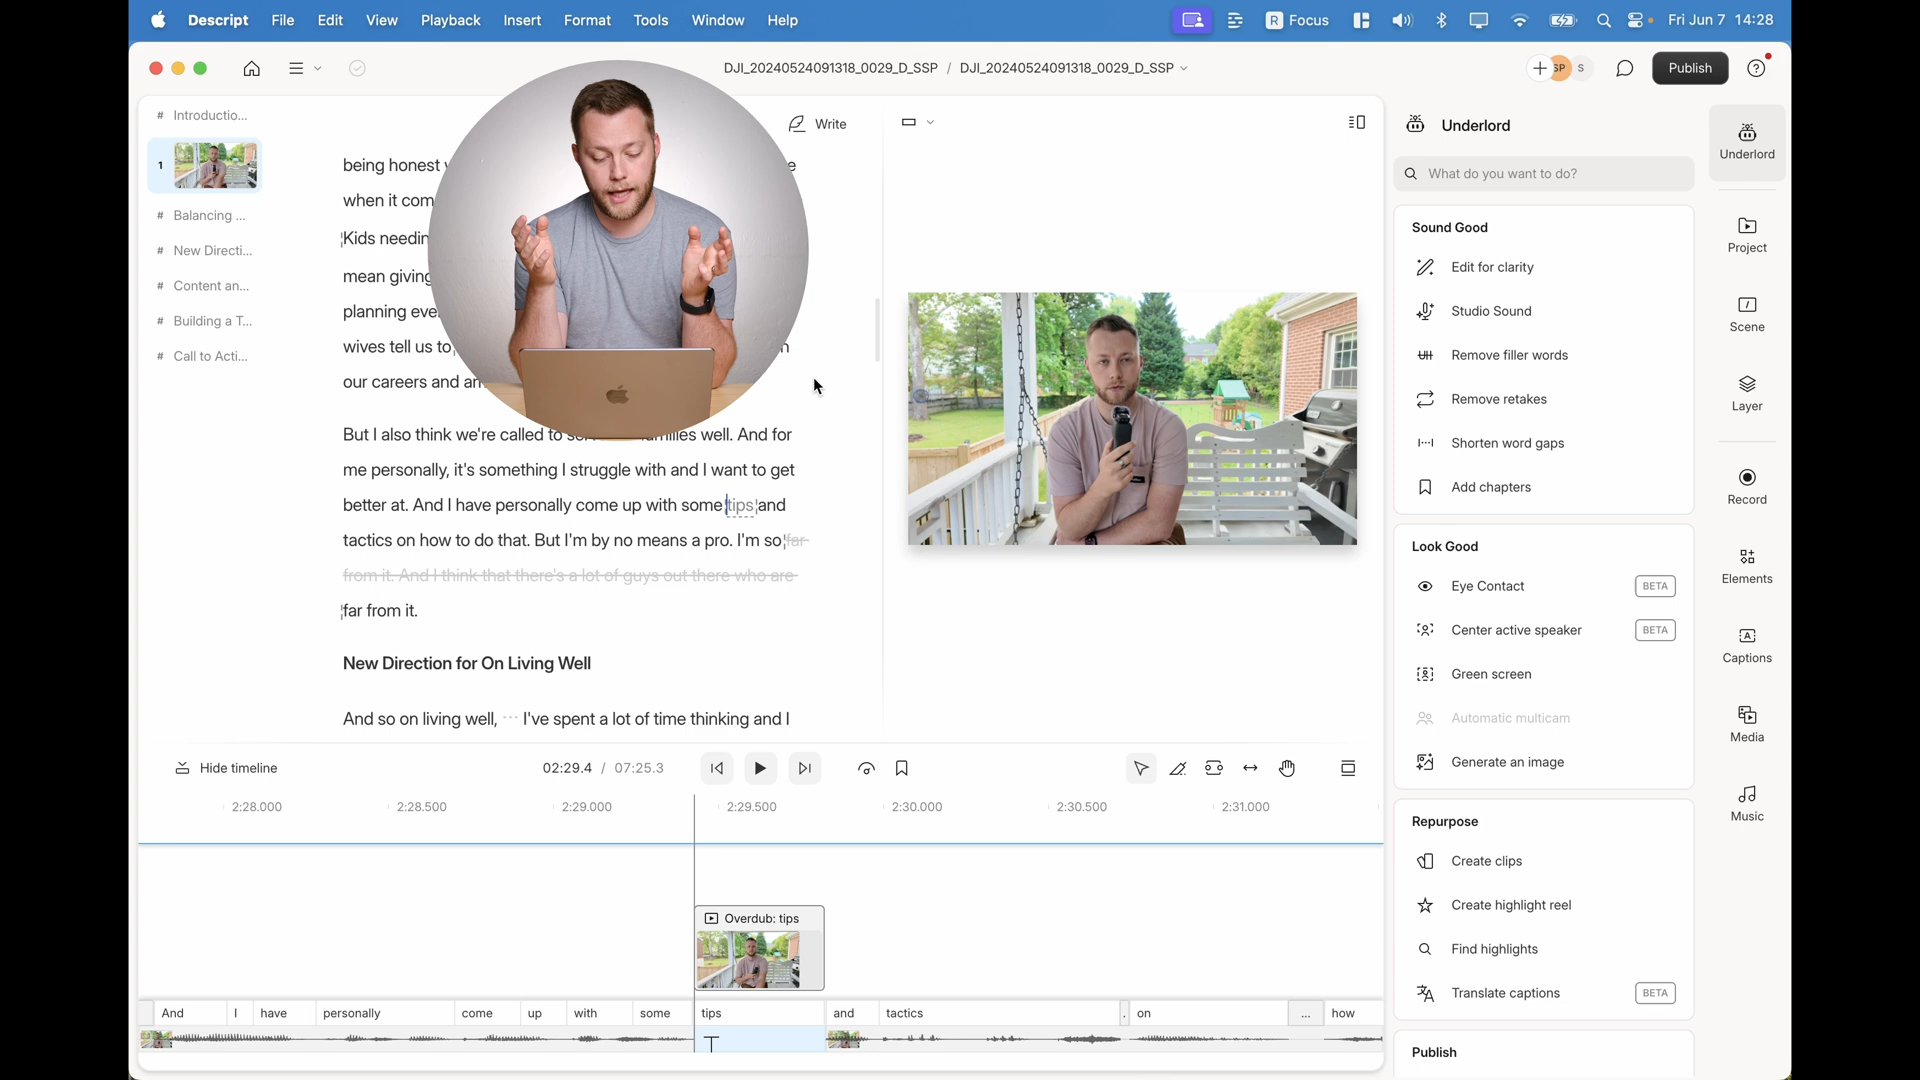 Descript File Edit View Playback Insert Format Tools Window Help R Focus Fri Jun 7 14:28
DJI_20240524091318_0029_D_SSP / DJI_20240524091318_0029_D_SSP SP S Publish
# Introductio...
1
# Balancing ...
# New Directi...
# Content an...
# Building a T...
# Call to Acti...
Write
being honest
when it com
Kids needin
mean giving
planning eve
wives tell us to
our careers and an
But I also think we're called to families well. And for
me personally, it's something I struggle with and I want to get
better at. And I have personally come up with some tips and
tactics on how to do that. But I'm by no means a pro. I'm so far
from it. And I think that there's a lot of guys out there who are
far from it.
New Direction for On Living Well
And so on living well, ··· I've spent a lot of time thinking and I
Underlord
What do you want to do?
Sound Good
Edit for clarity
Studio Sound
Remove filler words
Remove retakes
Shorten word gaps
Add chapters
Look Good
Eye Contact BETA
Center active speaker BETA
Green screen
Automatic multicam
Generate an image
Repurpose
Create clips
Create highlight reel
Find highlights
Translate captions BETA
Publish
Underlord
Project
Scene
Layer
Record
Elements
Captions
Media
Music
Hide timeline 02:29.4 / 07:25.3
2:28.000 2:28.500 2:29.000 2:29.500 2:30.000 2:30.500 2:31.000
Overdub: tips
And I have personally come up with some tips and tactics . on ... how